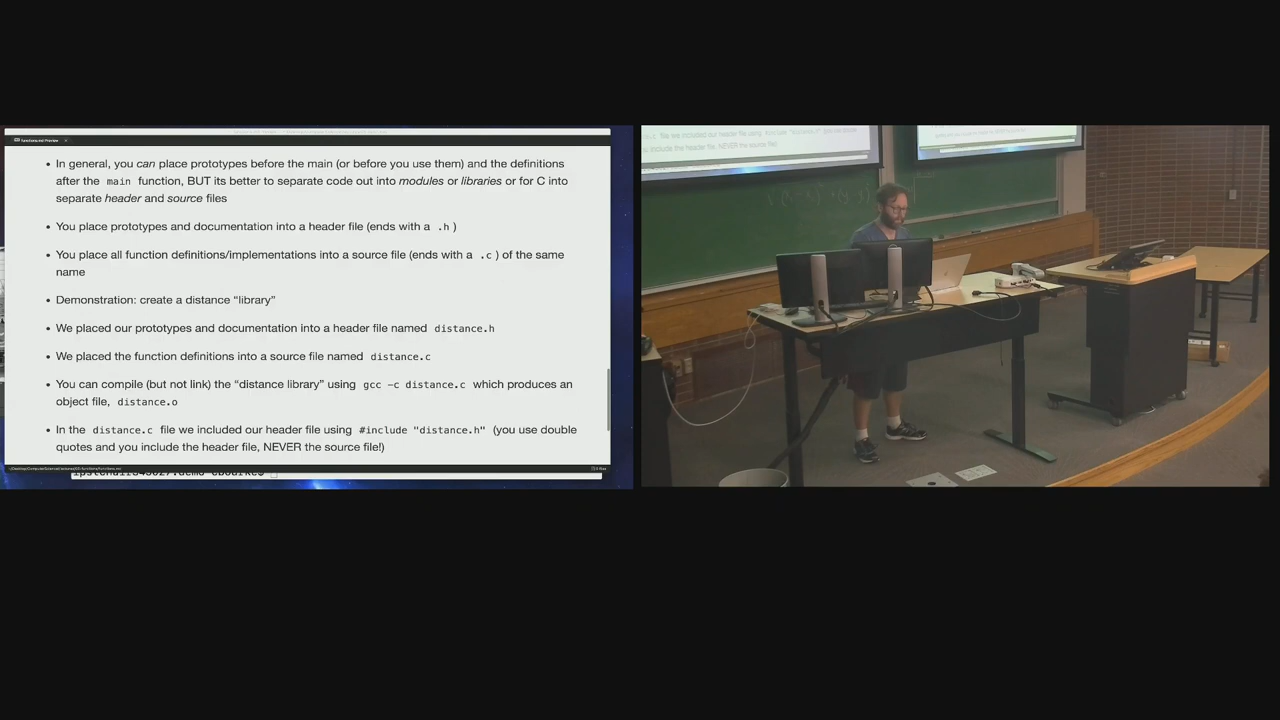 functions.md Preview
In general, you can place prototypes before the main (or before you use them) and the definitions
after the main function, BUT its better to separate code out into modules or libraries or for C into
separate header and source files
You place prototypes and documentation into a header file (ends with a .h )
You place all function definitions/implementations into a source file (ends with a .c ) of the same
name
Demonstration: create a distance “library”
We placed our prototypes and documentation into a header file named distance.h
We placed the function definitions into a source file named distance.c
You can compile (but not link) the “distance library” using gcc -c distance.c which produces an
object file, distance.o
In the distance.c file we included our header file using #include "distance.h" (you use double
quotes and you include the header file, NEVER the source file!)